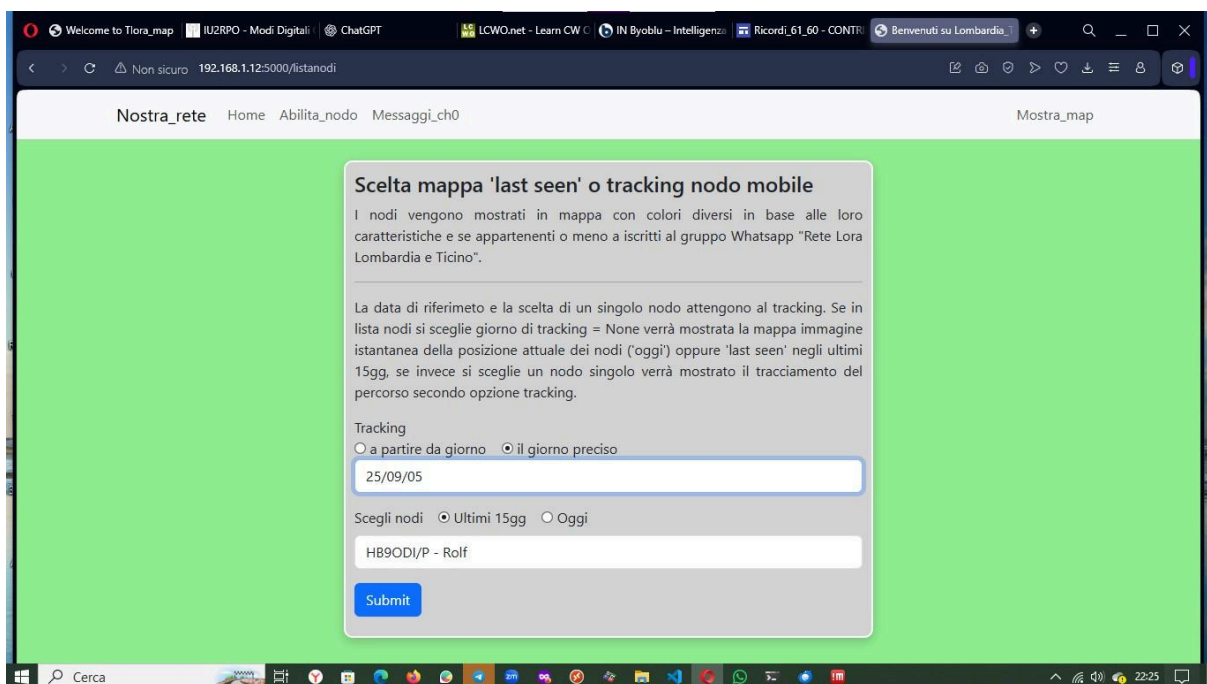 Welcome to Tlora_map
IU2RPO - Modi Digitali
ChatGPT
LCWO.net - Learn CW O
IN Byoblu – Intelligenza
Ricordi_61_60 - CONTRI
Benvenuti su Lombardia_T
Non sicuro 192.168.1.12:5000/listanodi
Nostra_rete Home Abilita_nodo Messaggi_ch0 Mostra_map
Scelta mappa 'last seen' o tracking nodo mobile
I nodi vengono mostrati in mappa con colori diversi in base alle loro
caratteristiche e se appartenenti o meno a iscritti al gruppo Whatsapp "Rete Lora
Lombardia e Ticino".
La data di riferimeto e la scelta di un singolo nodo attengono al tracking. Se in
lista nodi si sceglie giorno di tracking = None verrà mostrata la mappa immagine
istantanea della posizione attuale dei nodi ('oggi') oppure 'last seen' negli ultimi
15gg, se invece si sceglie un nodo singolo verrà mostrato il tracciamento del
percorso secondo opzione tracking.
Tracking
a partire da giorno il giorno preciso
25/09/05
Scegli nodi Ultimi 15gg Oggi
HB9ODI/P - Rolf
Submit
Cerca
zm
22:25